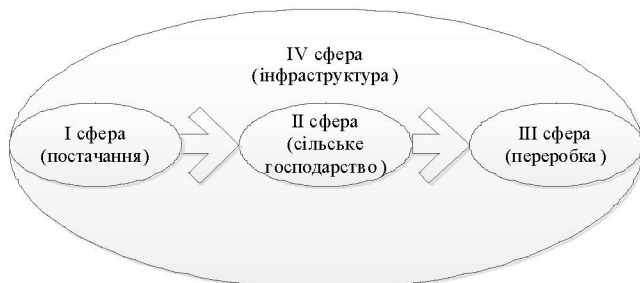 IV сфера
(інфраструктура)
I сфера
(постачання)
II сфера
(сільське
господарство)
III сфера
(переробка)